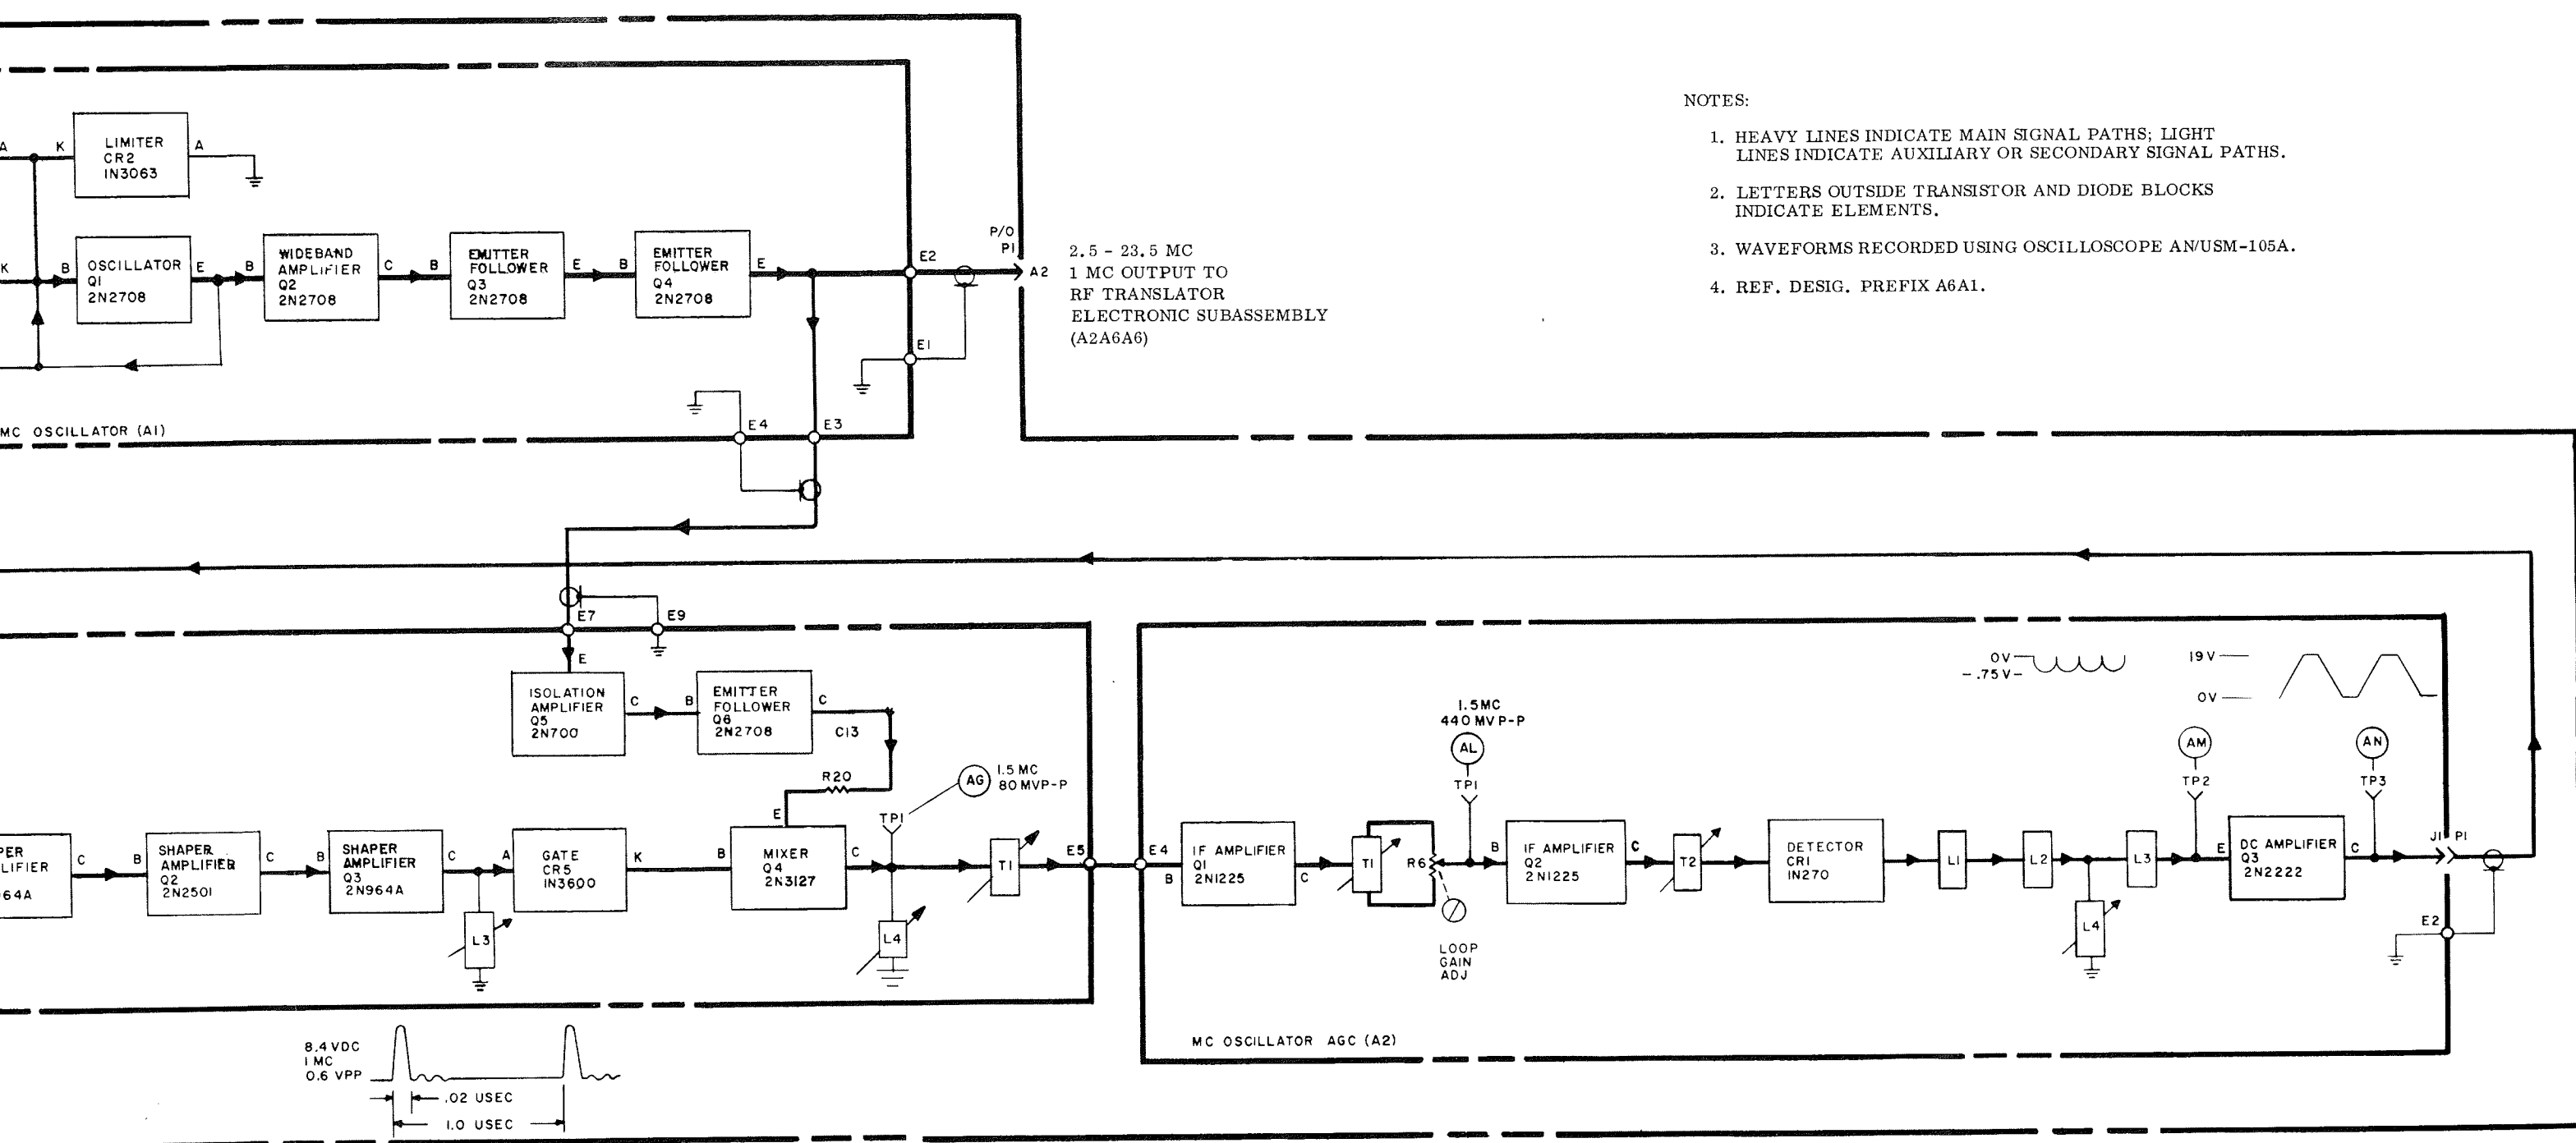 A
K
LIMITER
CR2
IN3063
A
K
B
OSCILLATOR
Q1
2N2708
E
B
WIDEBAND
AMPLIFIER
Q2
2N2708
C
B
EMITTER
FOLLOWER
Q3
2N2708
E
B
EMITTER
FOLLOWER
Q4
2N2708
E
E2
P/O
P1
A2
2.5 - 23.5 MC
1 MC OUTPUT TO
RF TRANSLATOR
ELECTRONIC SUBASSEMBLY
(A2A6A6)
E1
E4
E3
MC OSCILLATOR (A1)
NOTES:
1. HEAVY LINES INDICATE MAIN SIGNAL PATHS; LIGHT
LINES INDICATE AUXILIARY OR SECONDARY SIGNAL PATHS.
2. LETTERS OUTSIDE TRANSISTOR AND DIODE BLOCKS
INDICATE ELEMENTS.
3. WAVEFORMS RECORDED USING OSCILLOSCOPE AN/USM-105A.
4. REF. DESIG. PREFIX A6A1.
E7
E9
E
ISOLATION
AMPLIFIER
Q5
2N700
C
B
EMITTER
FOLLOWER
Q6
2N2708
C
C13
R20
E
TP1
AG
1.5 MC
80 MVP-P
PER
LIFIER
64A
C
B
SHAPER
AMPLIFIER
Q2
2N2501
C
B
SHAPER
AMPLIFIER
Q3
2N964A
C
L3
A
GATE
CR5
IN3600
K
B
MIXER
Q4
2N3127
C
L4
T1
E5
E4
B
IF AMPLIFIER
Q1
2N1225
C
T1
R6
LOOP
GAIN
ADJ
1.5MC
440 MV P-P
AL
TP1
B
IF AMPLIFIER
Q2
2N1225
C
T2
DETECTOR
CR1
IN270
L1
L2
L4
L3
0V
-.75V
AM
TP2
E
DC AMPLIFIER
Q3
2N2222
C
19V
0V
AN
TP3
J1
P1
E2
MC OSCILLATOR AGC (A2)
8.4 VDC
1 MC
0.6 VPP
.02 USEC
1.0 USEC